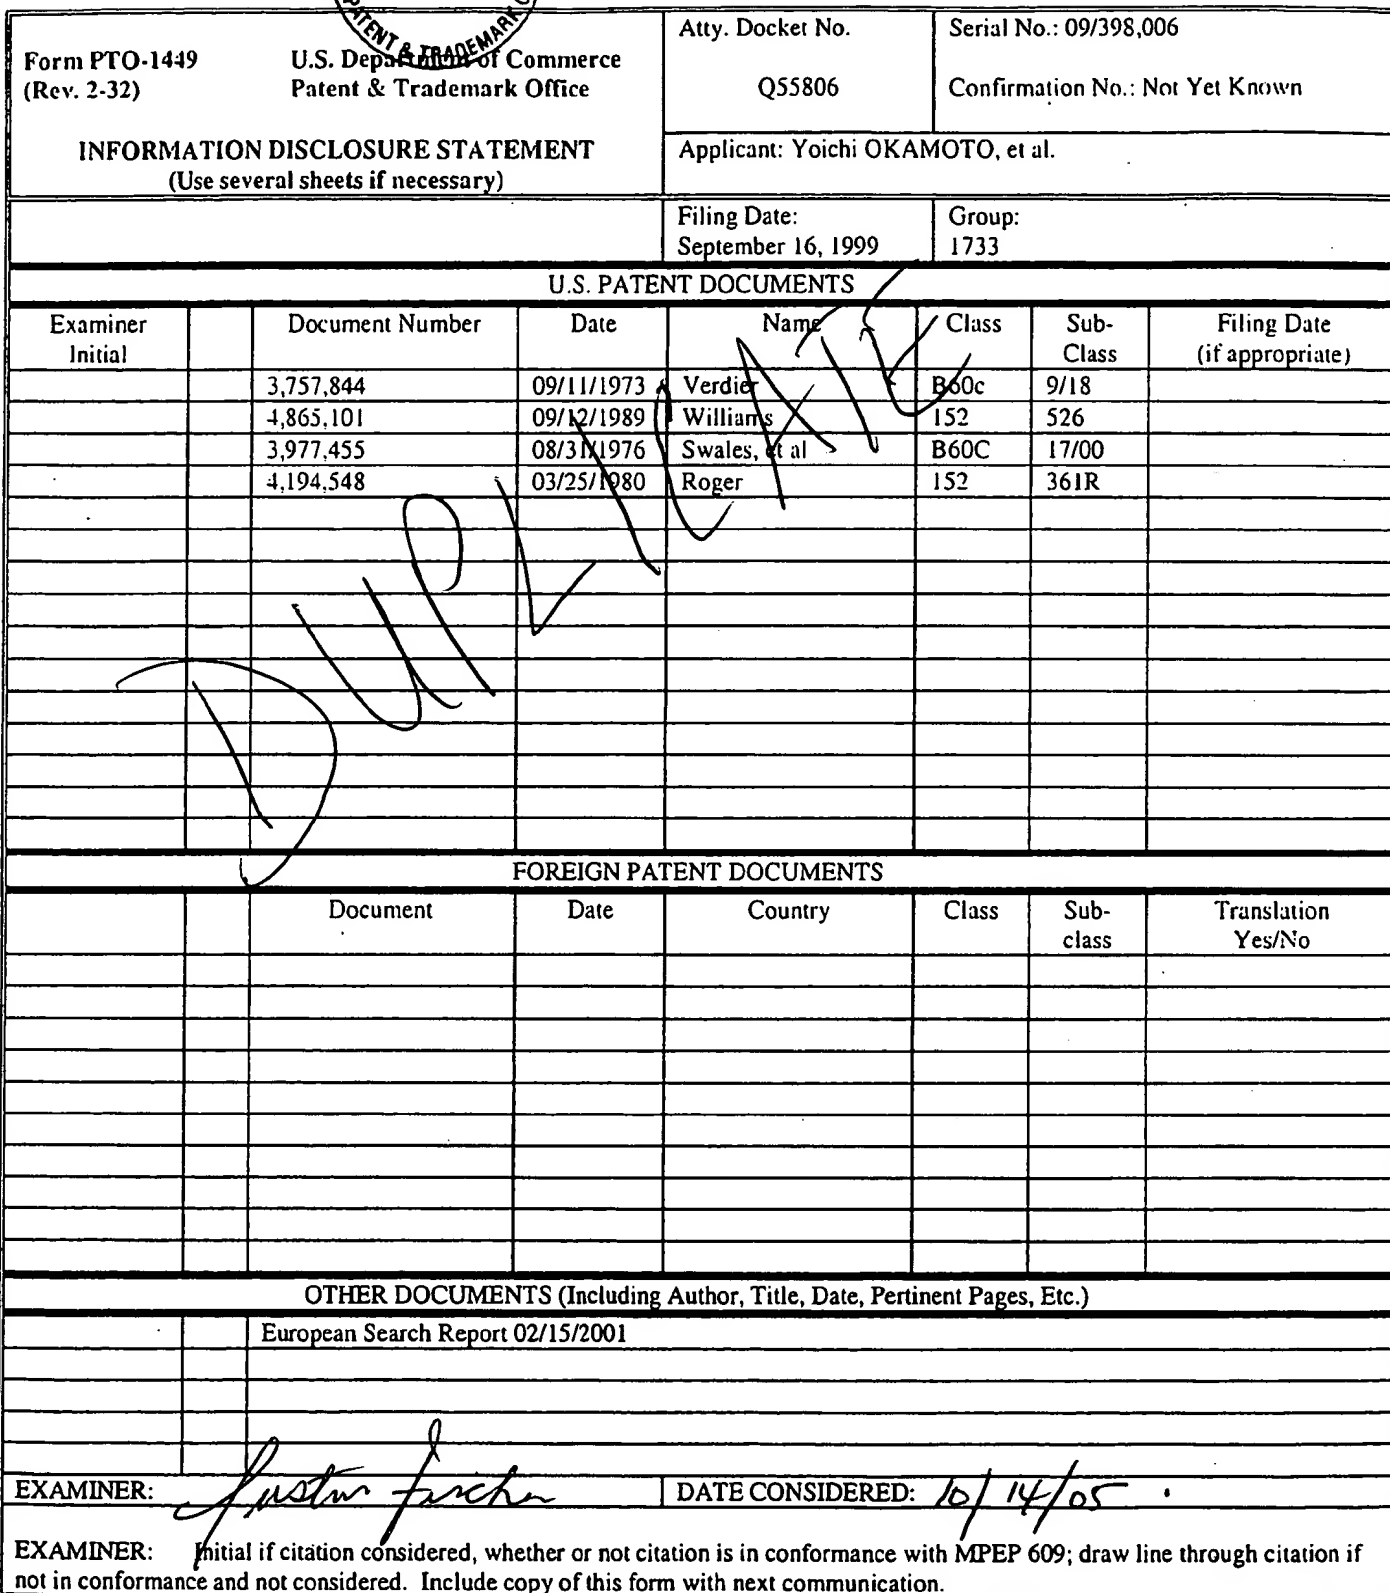 PATENT & TRADEMARK
Form PTO-1449
(Rev. 2-32)
U.S. Department of Commerce
Patent & Trademark Office
INFORMATION DISCLOSURE STATEMENT
(Use several sheets if necessary)
Atty. Docket No.
Q55806
Serial No.: 09/398,006
Confirmation No.: Not Yet Known
Applicant: Yoichi OKAMOTO, et al.
Filing Date:
September 16, 1999
Group:
1733
U.S. PATENT DOCUMENTS
Examiner Initial Document Number Date Name Class Sub-Class Filing Date (if appropriate)
3,757,844 09/11/1973 Verdier B60c 9/18
4,865,101 09/12/1989 Williams 152 526
3,977,455 08/31/1976 Swales, et al B60C 17/00
4,194,548 03/25/1980 Roger 152 361R
DUPLICATE
FOREIGN PATENT DOCUMENTS
Document Date Country Class Sub-class Translation Yes/No
OTHER DOCUMENTS (Including Author, Title, Date, Pertinent Pages, Etc.)
European Search Report 02/15/2001
EXAMINER: Justin Fischer DATE CONSIDERED: 10/14/05
EXAMINER: Initial if citation considered, whether or not citation is in conformance with MPEP 609; draw line through citation if
not in conformance and not considered. Include copy of this form with next communication.